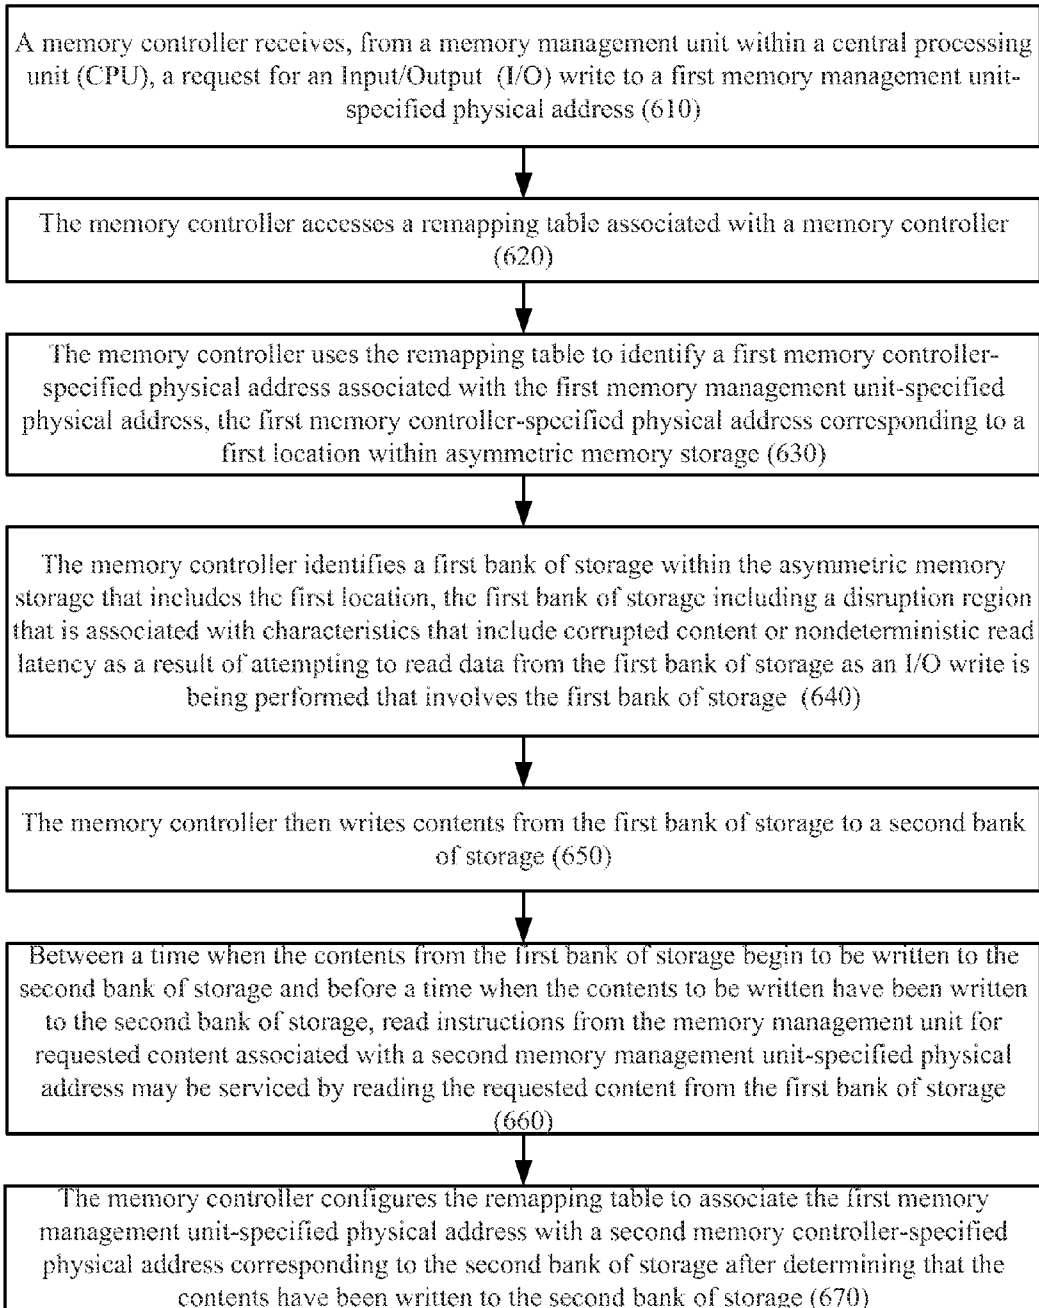 A memory controller receives, from a memory management unit within a central processing
unit (CPU), a request for an Input/Output (I/O) write to a first memory management unit-
specified physical address (610)
The memory controller accesses a remapping table associated with a memory controller
(620)
The memory controller uses the remapping table to identify a first memory controller-
specified physical address associated with the first memory management unit-specified
physical address, the first memory controller-specified physical address corresponding to a
first location within asymmetric memory storage (630)
The memory controller identifies a first bank of storage within the asymmetric memory
storage that includes the first location, the first bank of storage including a disruption region
that is associated with characteristics that include corrupted content or nondeterministic read
latency as a result of attempting to read data from the first bank of storage as an I/O write is
being performed that involves the first bank of storage (640)
The memory controller then writes contents from the first bank of storage to a second bank
of storage (650)
Between a time when the contents from the first bank of storage begin to be written to the
second bank of storage and before a time when the contents to be written have been written
to the second bank of storage, read instructions from the memory management unit for
requested content associated with a second memory management unit-specified physical
address may be serviced by reading the requested content from the first bank of storage
(660)
The memory controller configures the remapping table to associate the first memory
management unit-specified physical address with a second memory controller-specified
physical address corresponding to the second bank of storage after determining that the
contents have been written to the second bank of storage (670)